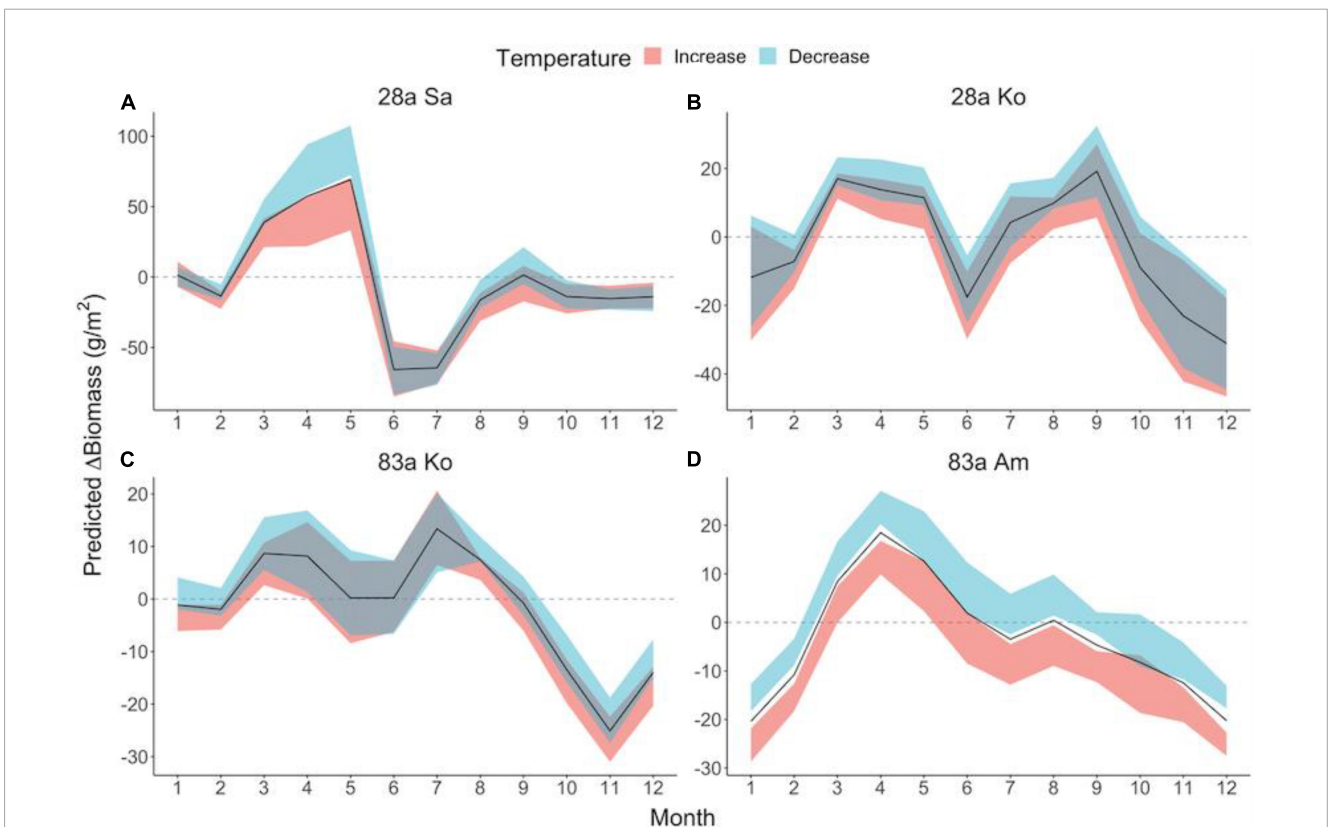 Temperature Increase Decrease
A 28a Sa
B 28a Ko
100
50
0
-50
1 2 3 4 5 6 7 8 9 10 11 12
20
0
-20
-40
1 2 3 4 5 6 7 8 9 10 11 12
Predicted ΔBiomass (g/m²)
C 83a Ko
D 83a Am
20
10
0
-10
-20
-30
1 2 3 4 5 6 7 8 9 10 11 12
20
10
0
-10
-20
-30
1 2 3 4 5 6 7 8 9 10 11 12
Month